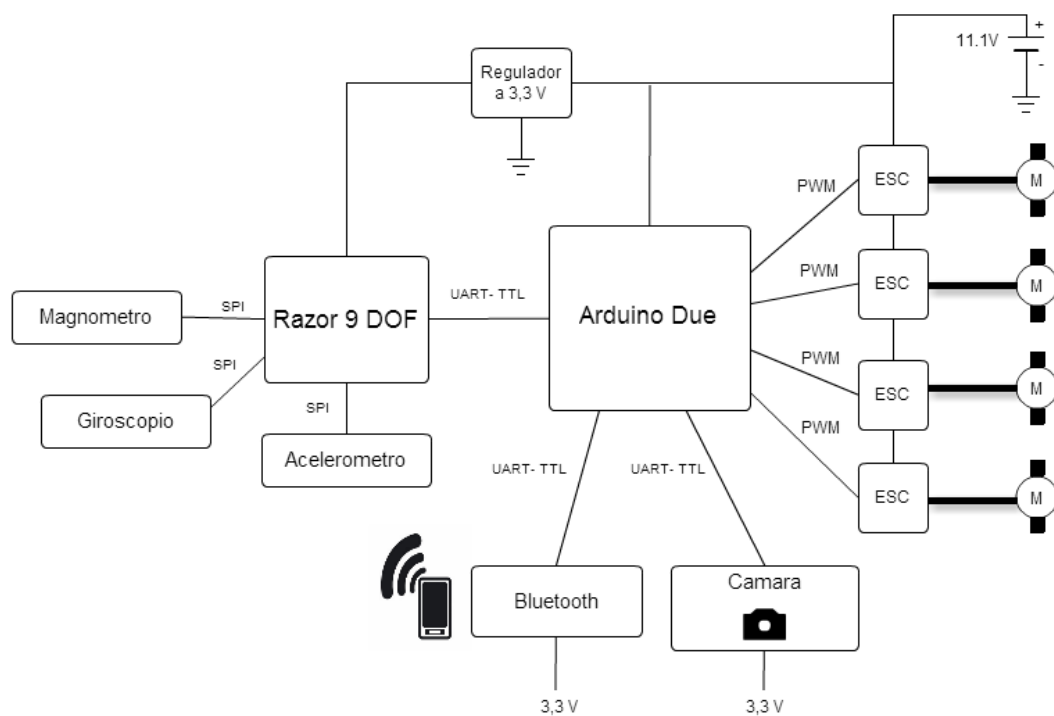 11.1V
+
-
Regulador
a 3,3 V
ESC
M
PWM
ESC
M
PWM
Magnometro
SPI
Razor 9 DOF
UART- TTL
Arduino Due
SPI
Giroscopio
SPI
Acelerometro
PWM
ESC
M
PWM
ESC
M
UART- TTL
UART- TTL
Bluetooth
Camara
3,3 V
3,3 V